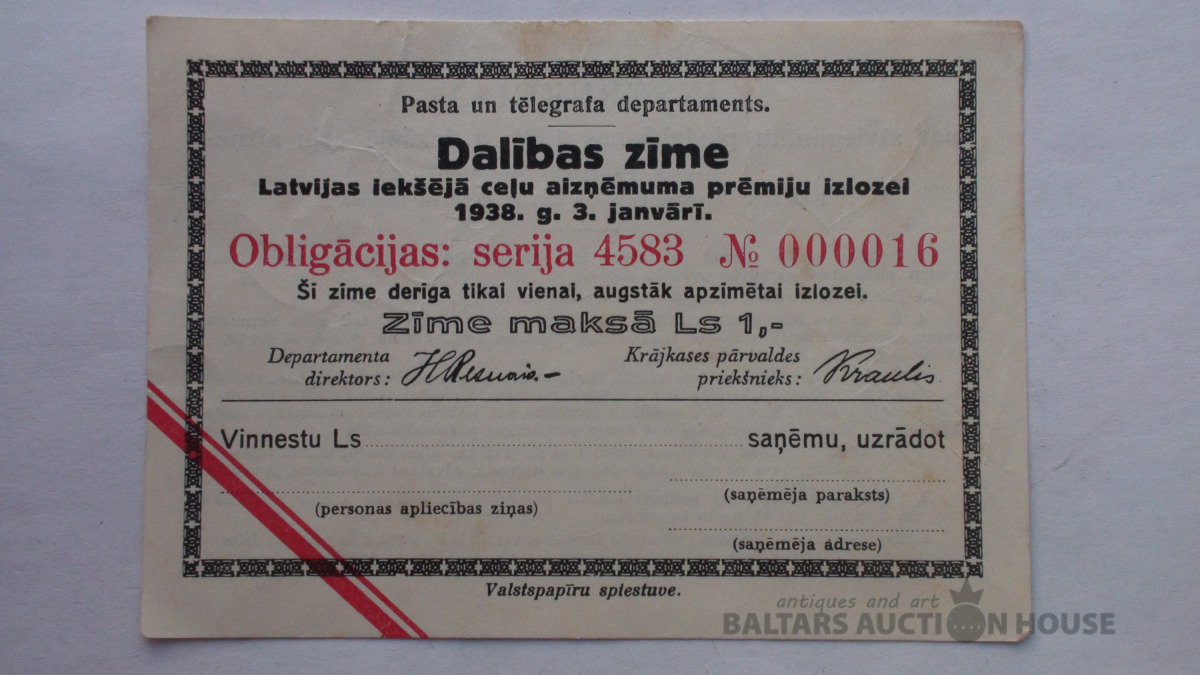 Pasta un tēlegrafa departaments.
Dalības zīme
Latvijas iekšējā ceļu aizņēmuma prēmiju izlozei
1938. g. 3. janvārī.
Obligācijas: serija 4583 № 000016
Šī zīme derīga tikai vienai, augstāk apzīmētai izlozei.
Zīme maksā Ls 1,-
Departamenta direktors: Krājkases pārvaldes priekšnieks: Kraulis
Vinnestu Ls saņēmu, uzrādot
(personas apliecības ziņas)
(saņēmēja paraksts)
(saņēmēja adrese)
Valstspapīru spiestuve.
antiques and art
BALTARS AUCTION HOUSE